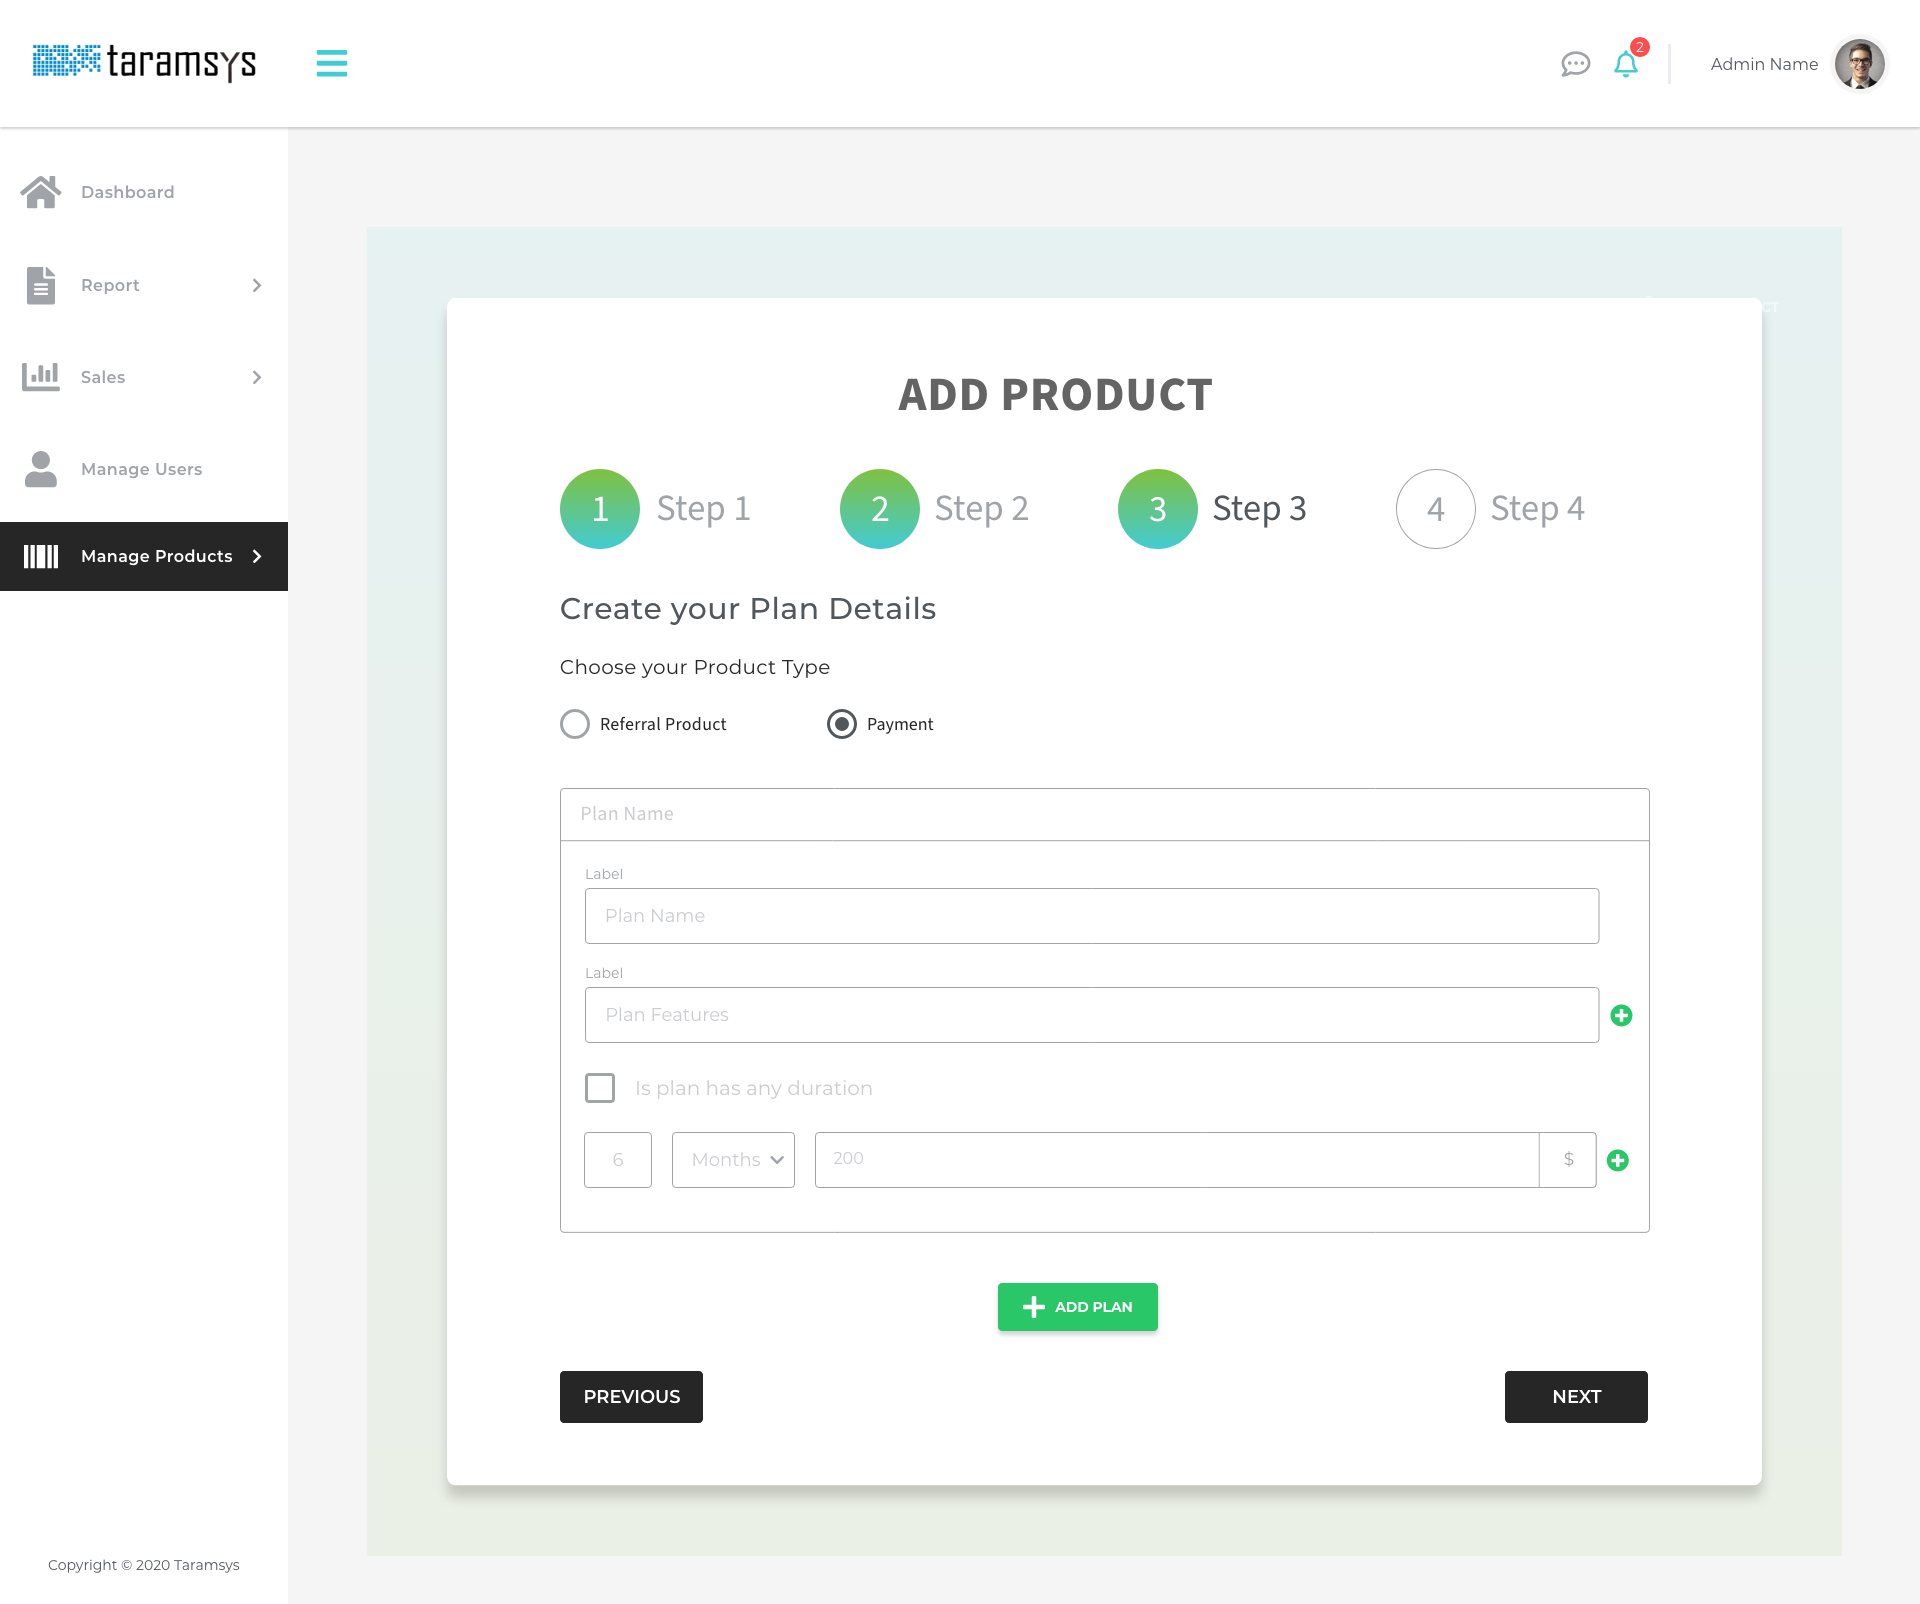 taramsys
2
Admin Name
Dashboard
Report
Sales
Manage Users
Manage Products
CT
ADD PRODUCT
1 Step 1
2 Step 2
3 Step 3
4 Step 4
Create your Plan Details
Choose your Product Type
Referral Product
Payment
Plan Name
Label
Plan Name
Label
Plan Features
Is plan has any duration
6 Months 200 $
ADD PLAN
PREVIOUS
NEXT
Copyright © 2020 Taramsys